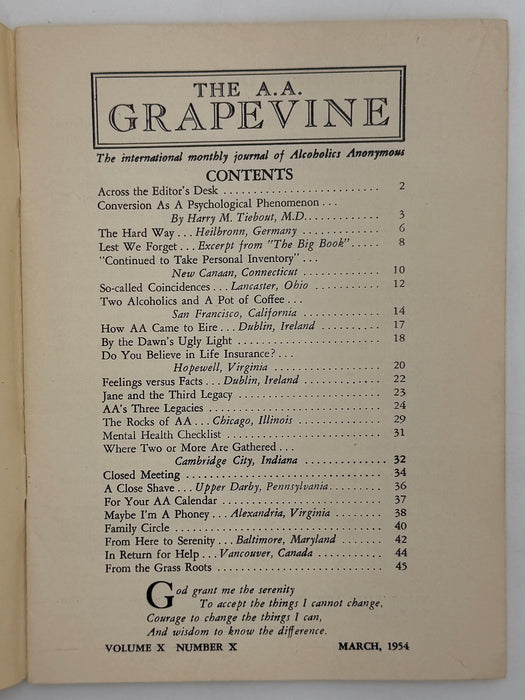 THE A.A.
GRAPEVINE
The international monthly journal of Alcoholics Anonymous
CONTENTS
Across the Editor's Desk . . . . . . . . . . . . . . . . . . . . . . . . . . 2
Conversion As A Psychological Phenomenon . . .
By Harry M. Tiebout, M.D. . . . . . . . . . . . 3
The Hard Way . . . Heilbronn, Germany . . . . . . . . . . . . . 6
Lest We Forget . . . Excerpt from "The Big Book" . . . . . 8
"Continued to Take Personal Inventory" . . .
New Canaan, Connecticut . . . . . . . . . . . . . 10
So-called Coincidences . . . Lancaster, Ohio . . . . . . . . . . . 12
Two Alcoholics and A Pot of Coffee . . .
San Francisco, California . . . . . . . . . . . . . 14
How AA Came to Eire . . . Dublin, Ireland . . . . . . . . . . 17
By the Dawn's Ugly Light . . . . . . . . . . . . . . . . . . . . . . . . 18
Do You Believe in Life Insurance? . . .
Hopewell, Virginia . . . . . . . . . . . . . . . . . . 20
Feelings versus Facts . . . Dublin, Ireland . . . . . . . . . . . . . 22
Jane and the Third Legacy . . . . . . . . . . . . . . . . . . . . . . . . 23
AA's Three Legacies . . . . . . . . . . . . . . . . . . . . . . . . . . . . . 24
The Rocks of AA . . . Chicago, Illinois . . . . . . . . . . . . . . 29
Mental Health Checklist . . . . . . . . . . . . . . . . . . . . . . . . . . 31
Where Two or More Are Gathered . . .
Cambridge City, Indiana . . . . . . . . . . . . . . 32
Closed Meeting . . . . . . . . . . . . . . . . . . . . . . . . . . . . . . . . . 34
A Close Shave . . . Upper Darby, Pennsylvania . . . . . . . . . 36
For Your AA Calendar . . . . . . . . . . . . . . . . . . . . . . . . . . . 37
Maybe I'm A Phoney . . . Alexandria, Virginia . . . . . . . . 38
Family Circle . . . . . . . . . . . . . . . . . . . . . . . . . . . . . . . . . . . 40
From Here to Serenity . . . Baltimore, Maryland . . . . . . . 42
In Return for Help . . . Vancouver, Canada . . . . . . . . . . . 44
From the Grass Roots . . . . . . . . . . . . . . . . . . . . . . . . . . . . 45
God grant me the serenity
To accept the things I cannot change,
Courage to change the things I can,
And wisdom to know the difference.
VOLUME X NUMBER X MARCH, 1954